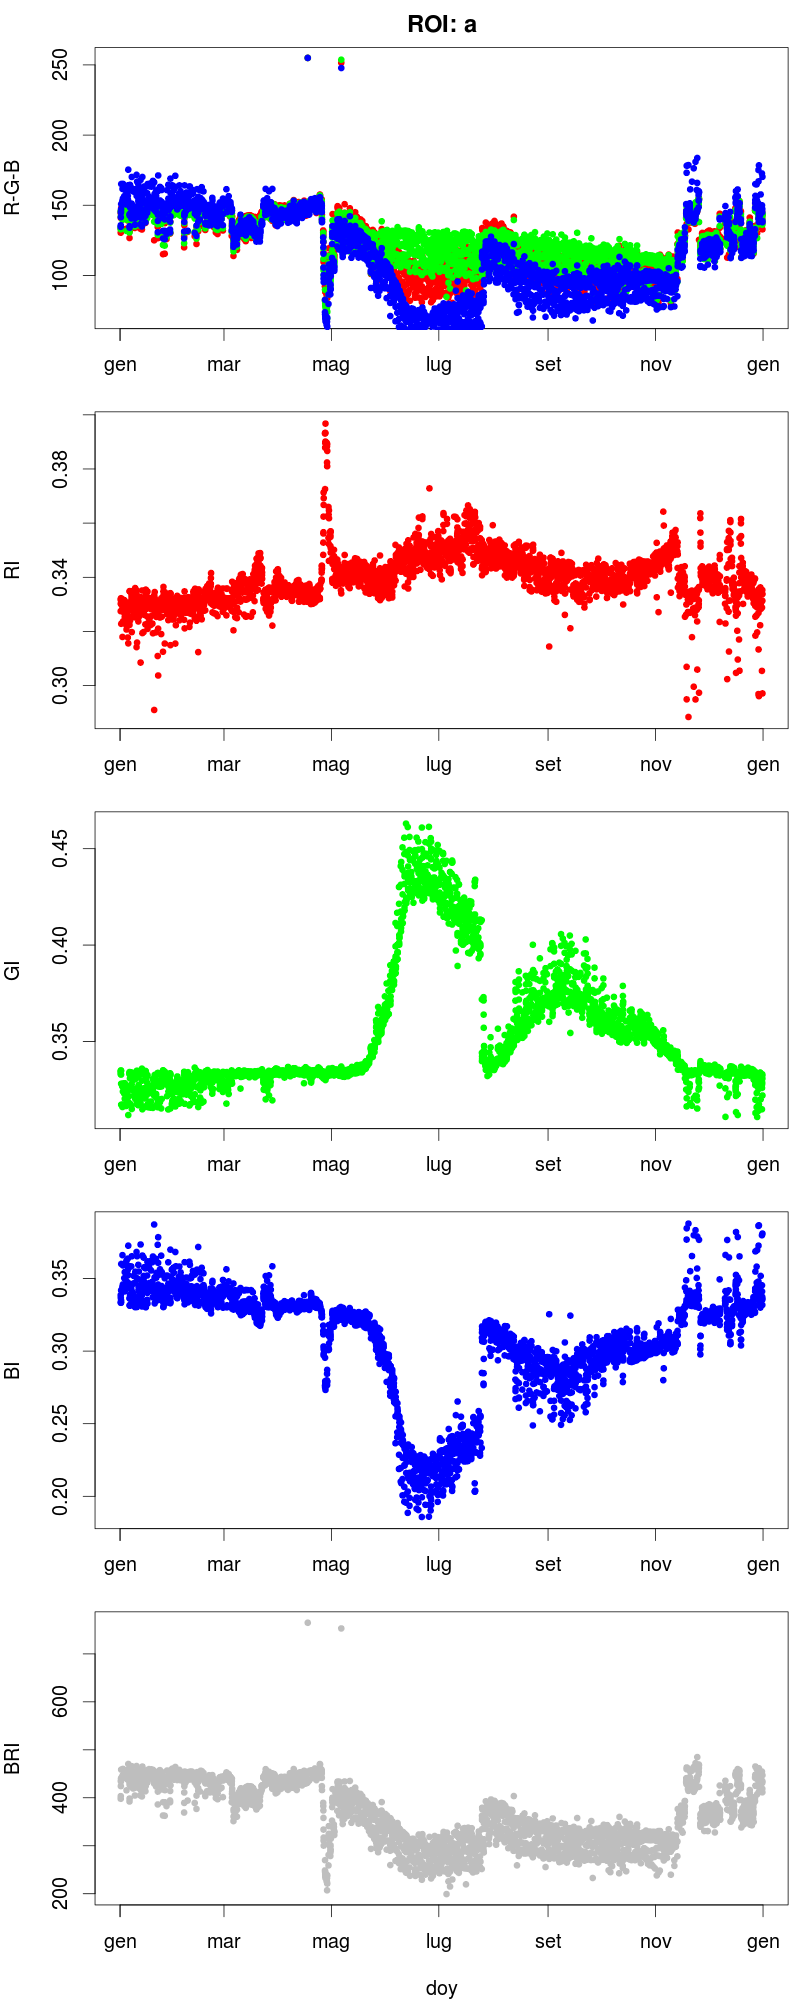 ROI: a
R-G-B
250
200
150
100
gen mar mag lug set nov gen
RI
0.38
0.34
0.30
gen mar mag lug set nov gen
GI
0.45
0.40
0.35
gen mar mag lug set nov gen
BI
0.35
0.30
0.25
0.20
gen mar mag lug set nov gen
BRI
600
400
200
gen mar mag lug set nov gen
doy